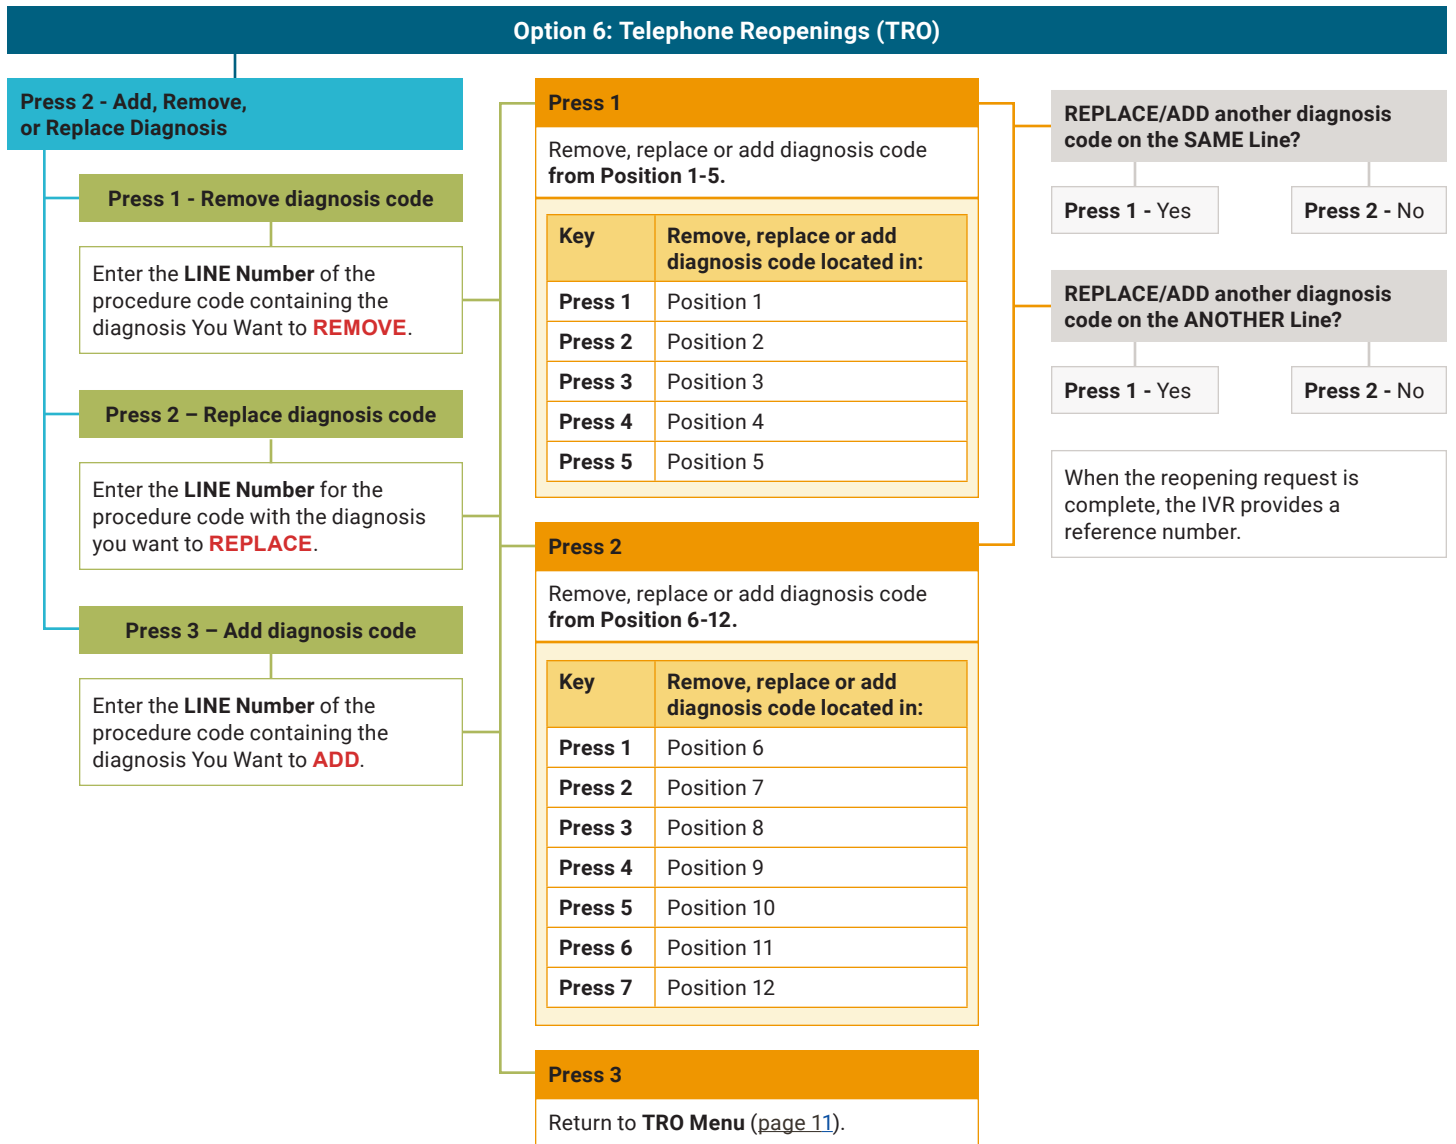 Option 6: Telephone Reopenings (TRO)
Press 2 - Add, Remove,
or Replace Diagnosis
Press 1 - Remove diagnosis code
Enter the LINE Number of the
procedure code containing the
diagnosis You Want to REMOVE.
Press 2 – Replace diagnosis code
Enter the LINE Number for the
procedure code with the diagnosis
you want to REPLACE.
Press 3 – Add diagnosis code
Enter the LINE Number of the
procedure code containing the
diagnosis You Want to ADD.
Press 1
Remove, replace or add diagnosis code
from Position 1-5.
Key Remove, replace or add
diagnosis code located in:
Press 1 Position 1
Press 2 Position 2
Press 3 Position 3
Press 4 Position 4
Press 5 Position 5
Press 2
Remove, replace or add diagnosis code
from Position 6-12.
Key Remove, replace or add
diagnosis code located in:
Press 1 Position 6
Press 2 Position 7
Press 3 Position 8
Press 4 Position 9
Press 5 Position 10
Press 6 Position 11
Press 7 Position 12
Press 3
Return to TRO Menu (page 11).
REPLACE/ADD another diagnosis
code on the SAME Line?
Press 1 - Yes
Press 2 - No
REPLACE/ADD another diagnosis
code on the ANOTHER Line?
Press 1 - Yes
Press 2 - No
When the reopening request is
complete, the IVR provides a
reference number.